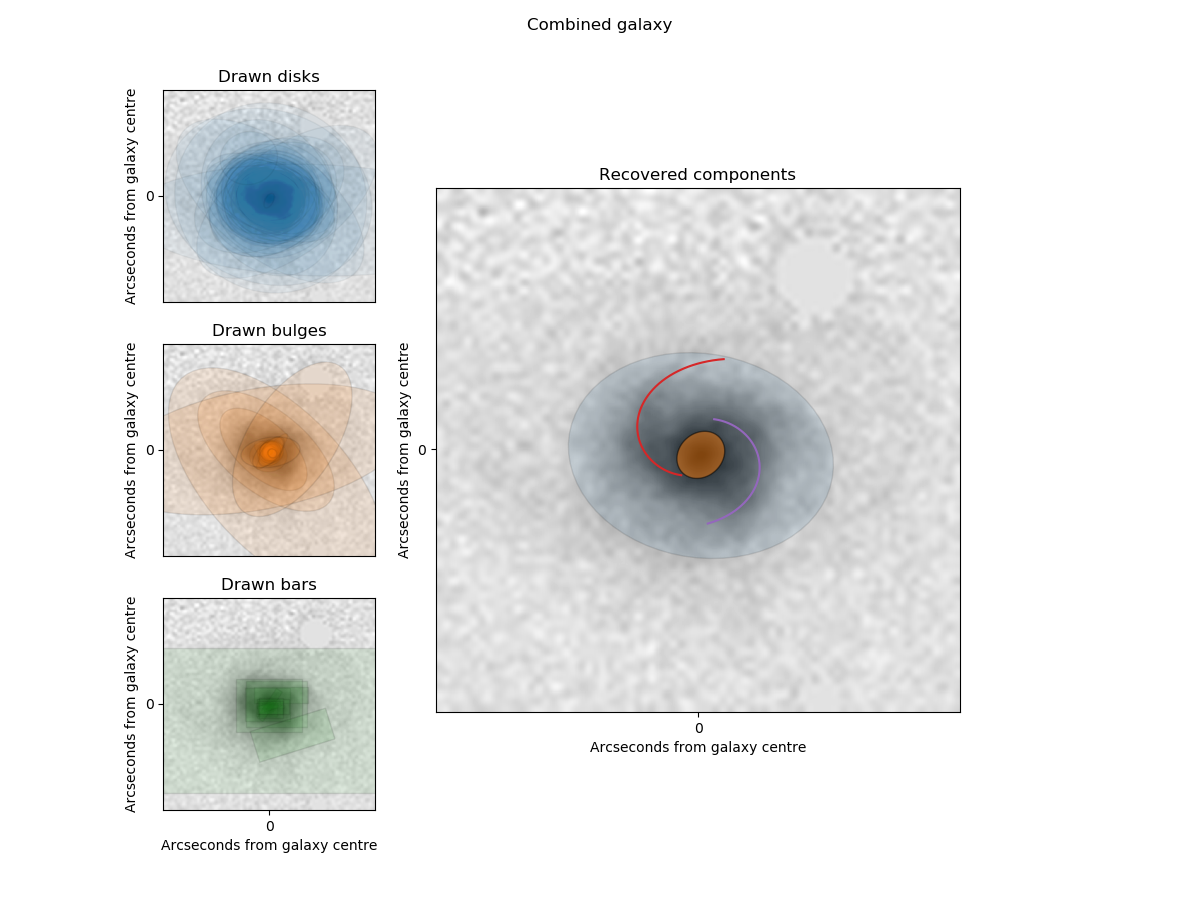 Combined galaxy
Drawn disks
Arcseconds from galaxy centre
0
Drawn bulges
Arcseconds from galaxy centre
0
Drawn bars
Arcseconds from galaxy centre
0
0
Arcseconds from galaxy centre
Recovered components
Arcseconds from galaxy centre
0
0
Arcseconds from galaxy centre